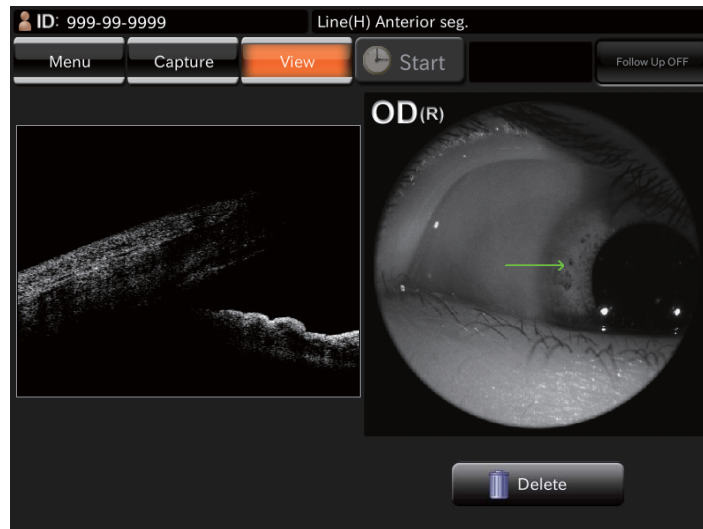 ID: 999-99-9999
Line(H) Anterior seg.
Menu
Capture
View
Start
Follow Up OFF
OD(R)
Delete